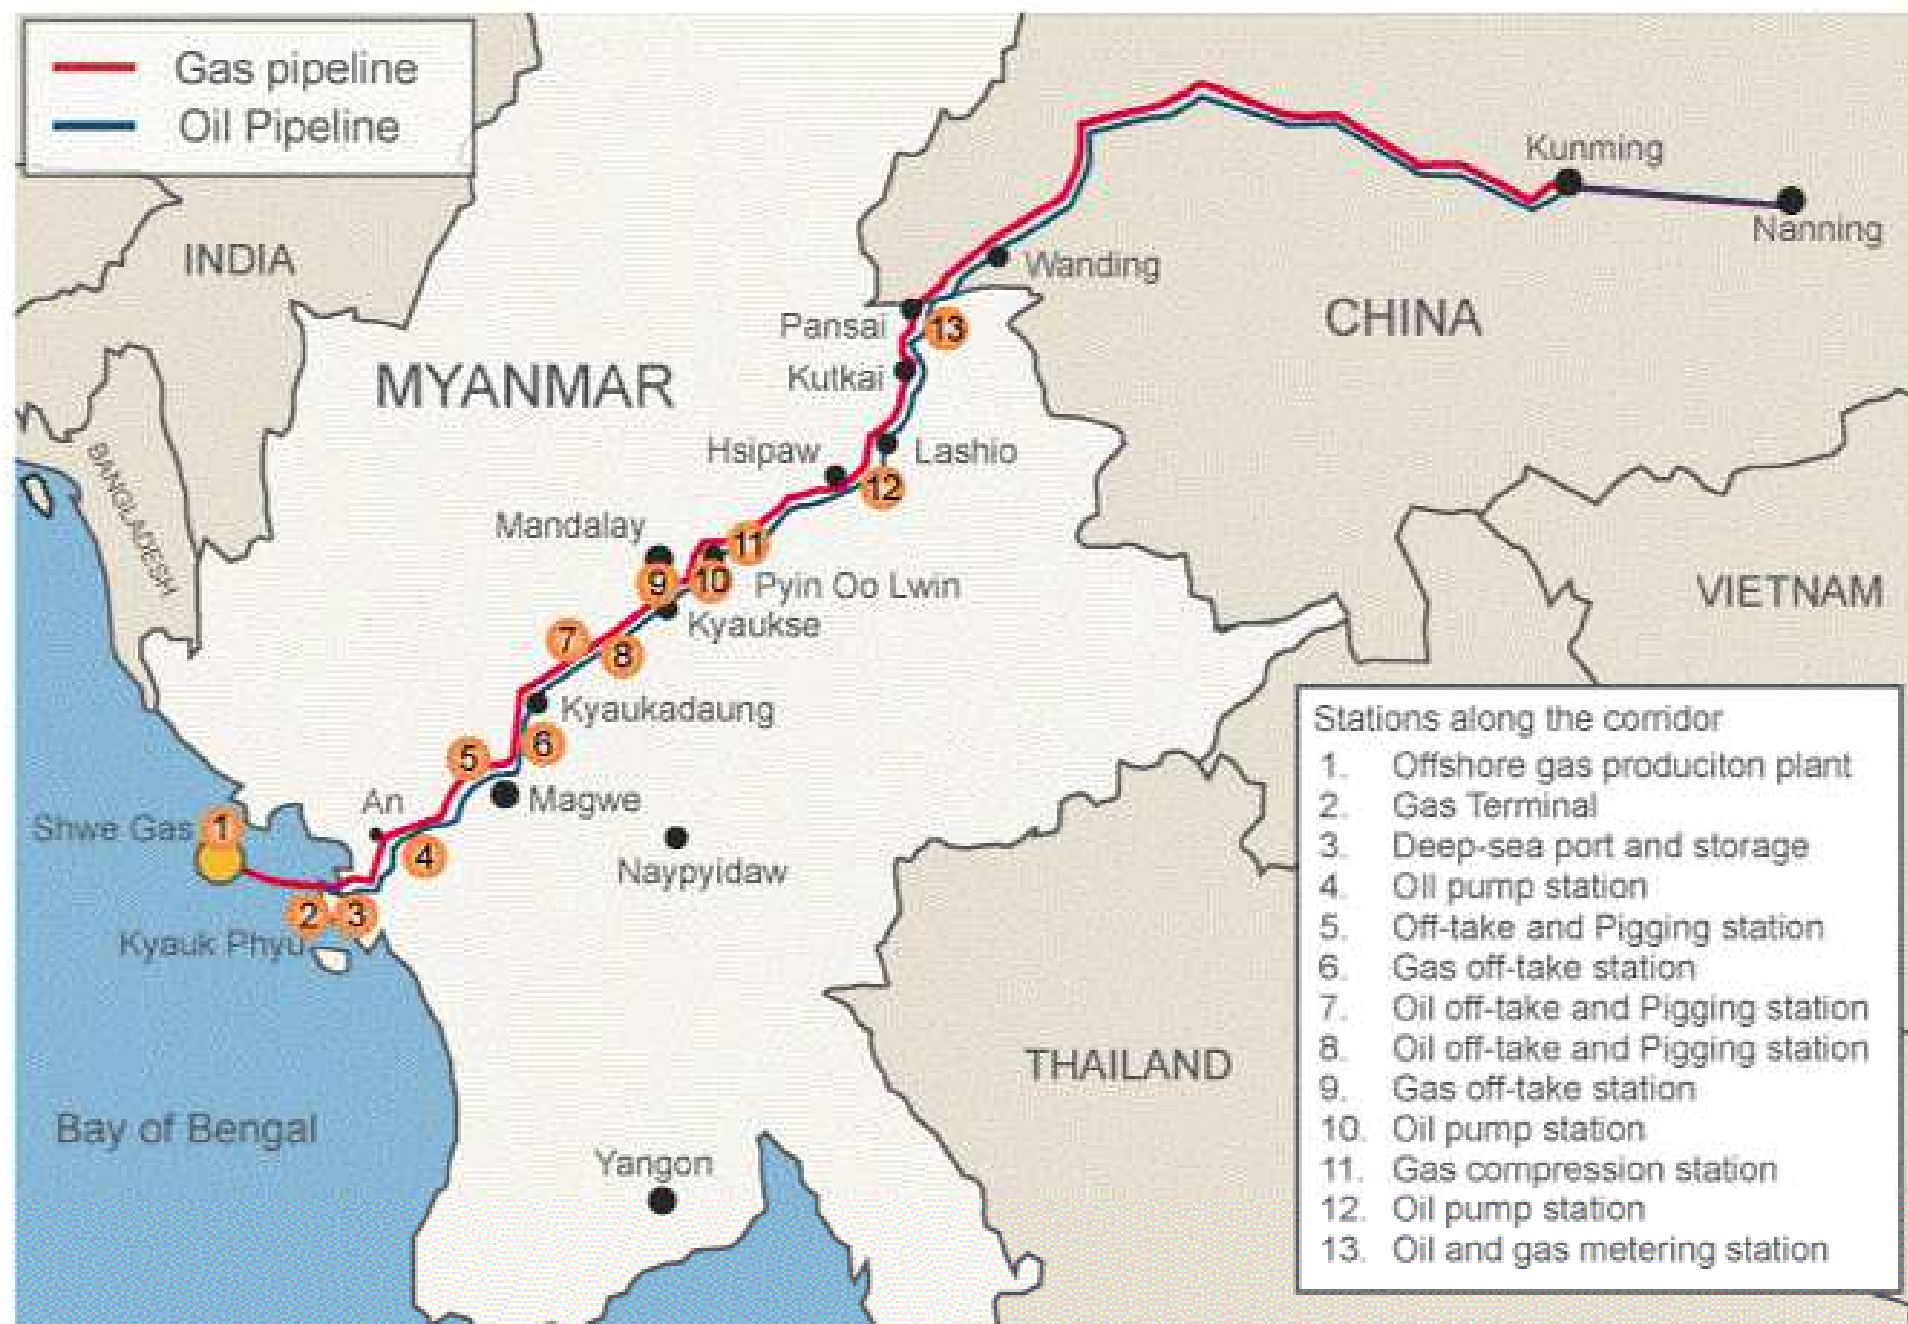 Gas pipeline
Oil Pipeline
Kunming
Nanning
INDIA
Wanding
CHINA
Pansai
13
Kutkai
MYANMAR
Hsipaw
Lashio
12
BANGLADESH
Mandalay
11
9
10
Pyin Oo Lwin
VIETNAM
Kyaukse
7
8
Kyaukadaung
6
5
An
Magwe
Shwe Gas
1
4
Naypyidaw
2
3
Kyauk Phyu
THAILAND
Bay of Bengal
Yangon
Stations along the corridor
1. Offshore gas produciton plant
2. Gas Terminal
3. Deep-sea port and storage
4. OIl pump station
5. Off-take and Pigging station
6. Gas off-take station
7. Oil off-take and Pigging station
8. Oil off-take and Pigging station
9. Gas off-take station
10. Oil pump station
11. Gas compression station
12. Oil pump station
13. Oil and gas metering station